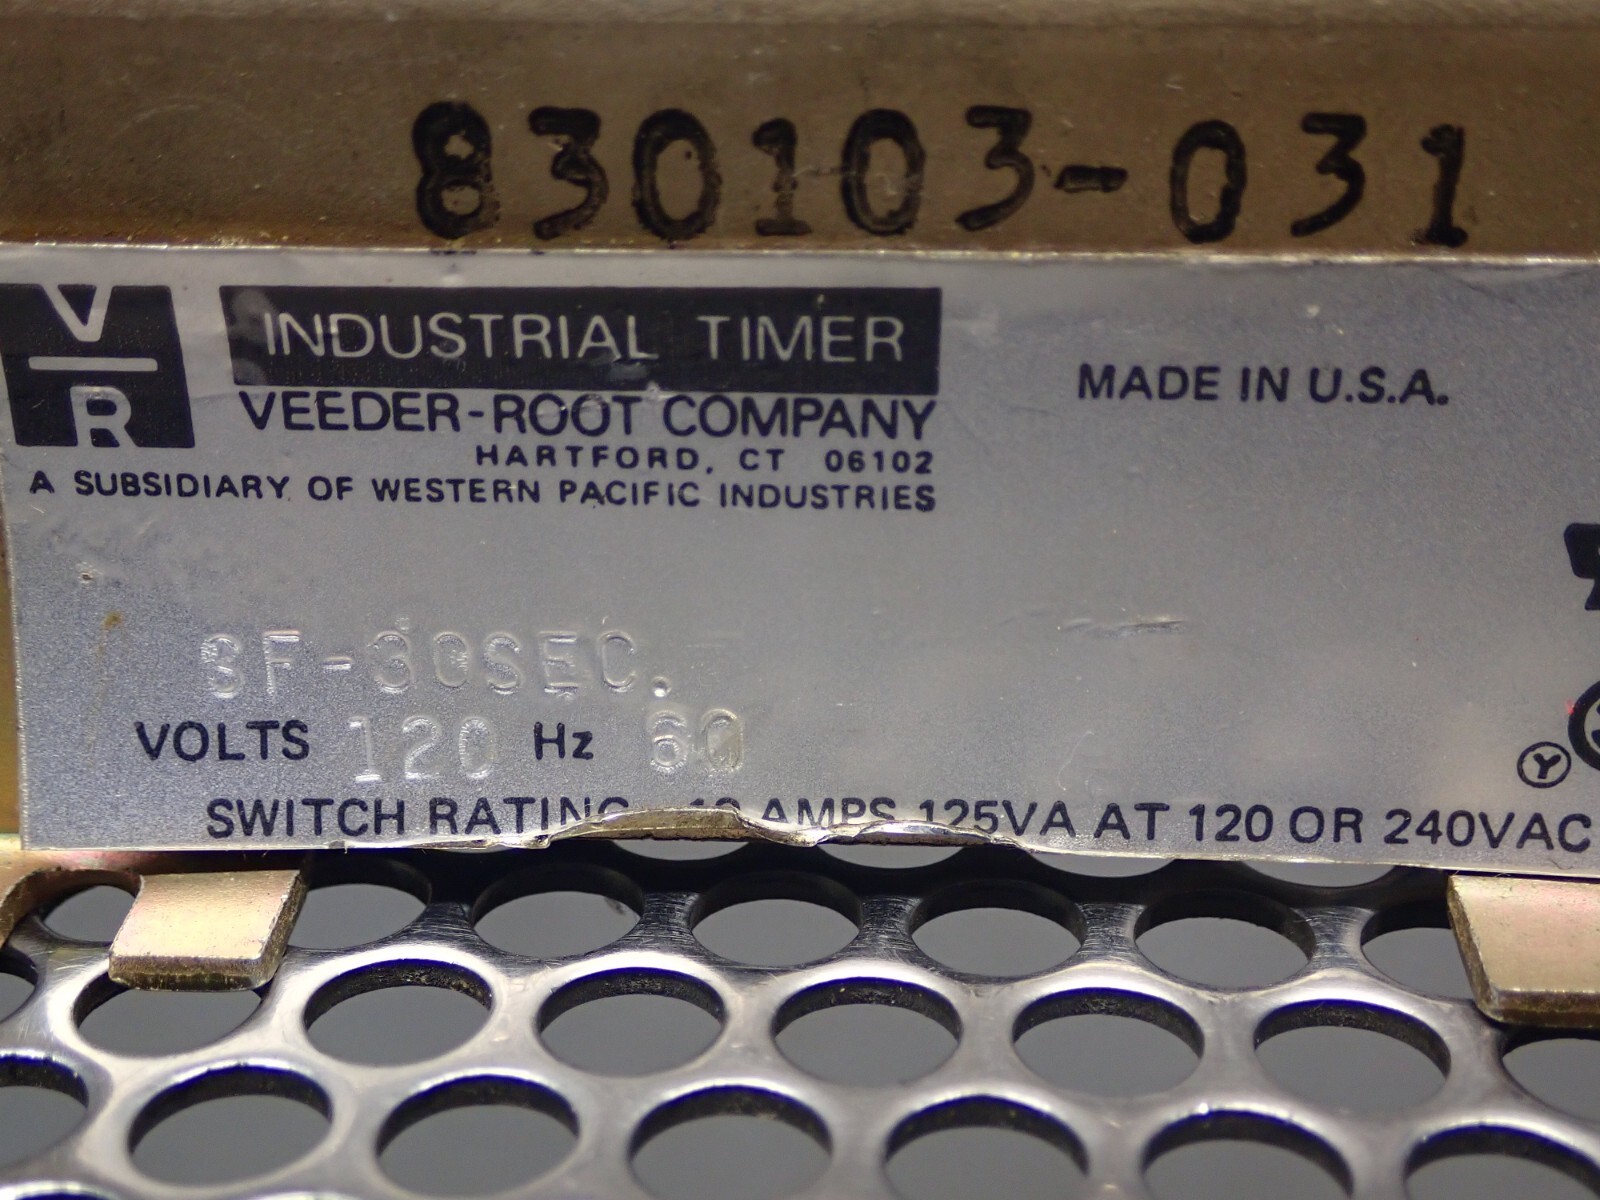 830103-031
V
R
INDUSTRIAL TIMER
MADE IN U.S.A.
VEEDER-ROOT COMPANY
HARTFORD, CT 06102
A SUBSIDIARY OF WESTERN PACIFIC INDUSTRIES
SF-30SEC.
VOLTS 120 Hz 60
Y
SWITCH RATING 10 AMPS 125VA AT 120 OR 240VAC